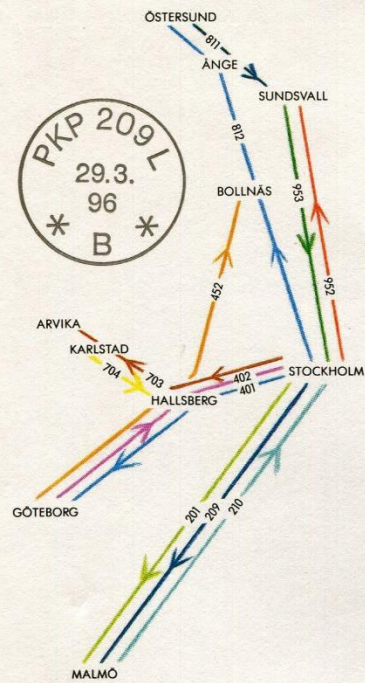 ÖSTERSUND
811
ÅNGE
SUNDSVALL
PKP 209 L
29.3.
96
* B *
812
BOLLNÄS
953
952
452
ARVIKA
KARLSTAD
704
703
402
STOCKHOLM
401
HALLSBERG
GÖTEBORG
201
209
210
MALMÖ